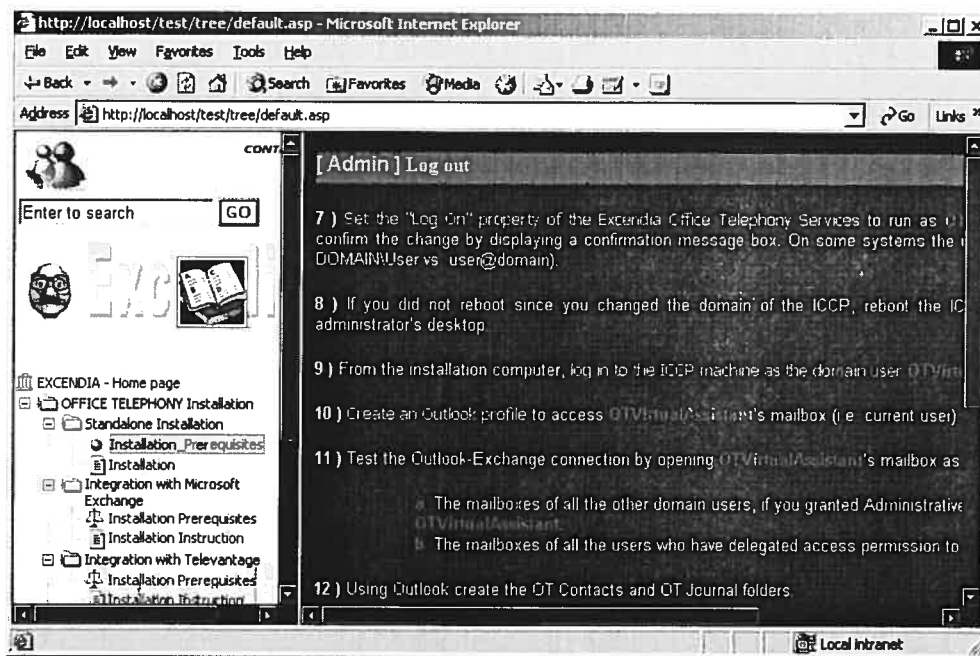 http://localhost/test/tree/default.asp - Microsoft Internet Explorer
File Edit View Favorites Tools Help
Back Search Favorites Media
Address http://localhost/test/tree/default.asp Go Links
CONT
Enter to search GO
EXCENDIA - Home page
OFFICE TELEPHONY Installation
Standalone Installation
Installation_Prerequisites
Installation
Integration with Microsoft
Exchange
Installation Prerequisites
Installation Instruction
Integration with Televantage
Installation Prerequisites
Installation Instruction
[ Admin ] Log out
7 ) Set the "Log On" property of the Excendia Office Telephony Services to run as
confirm the change by displaying a confirmation message box. On some systems the
DOMAIN\User vs user@domain).
8 ) If you did not reboot since you changed the domain of the ICCP, reboot the IC
administrator's desktop.
9 ) From the installation computer, log in to the ICCP machine as the domain user OTVirt
10 ) Create an Outlook profile to access OTVirtualAssistant's mailbox (i.e. current user)
11 ) Test the Outlook-Exchange connection by opening OTVirtualAssistant's mailbox as
a The mailboxes of all the other domain users, if you granted Administrative
OTVirtualAssistant.
b The mailboxes of all the users who have delegated access permission to
12 ) Using Outlook create the OT Contacts and OT Journal folders.
Local intranet